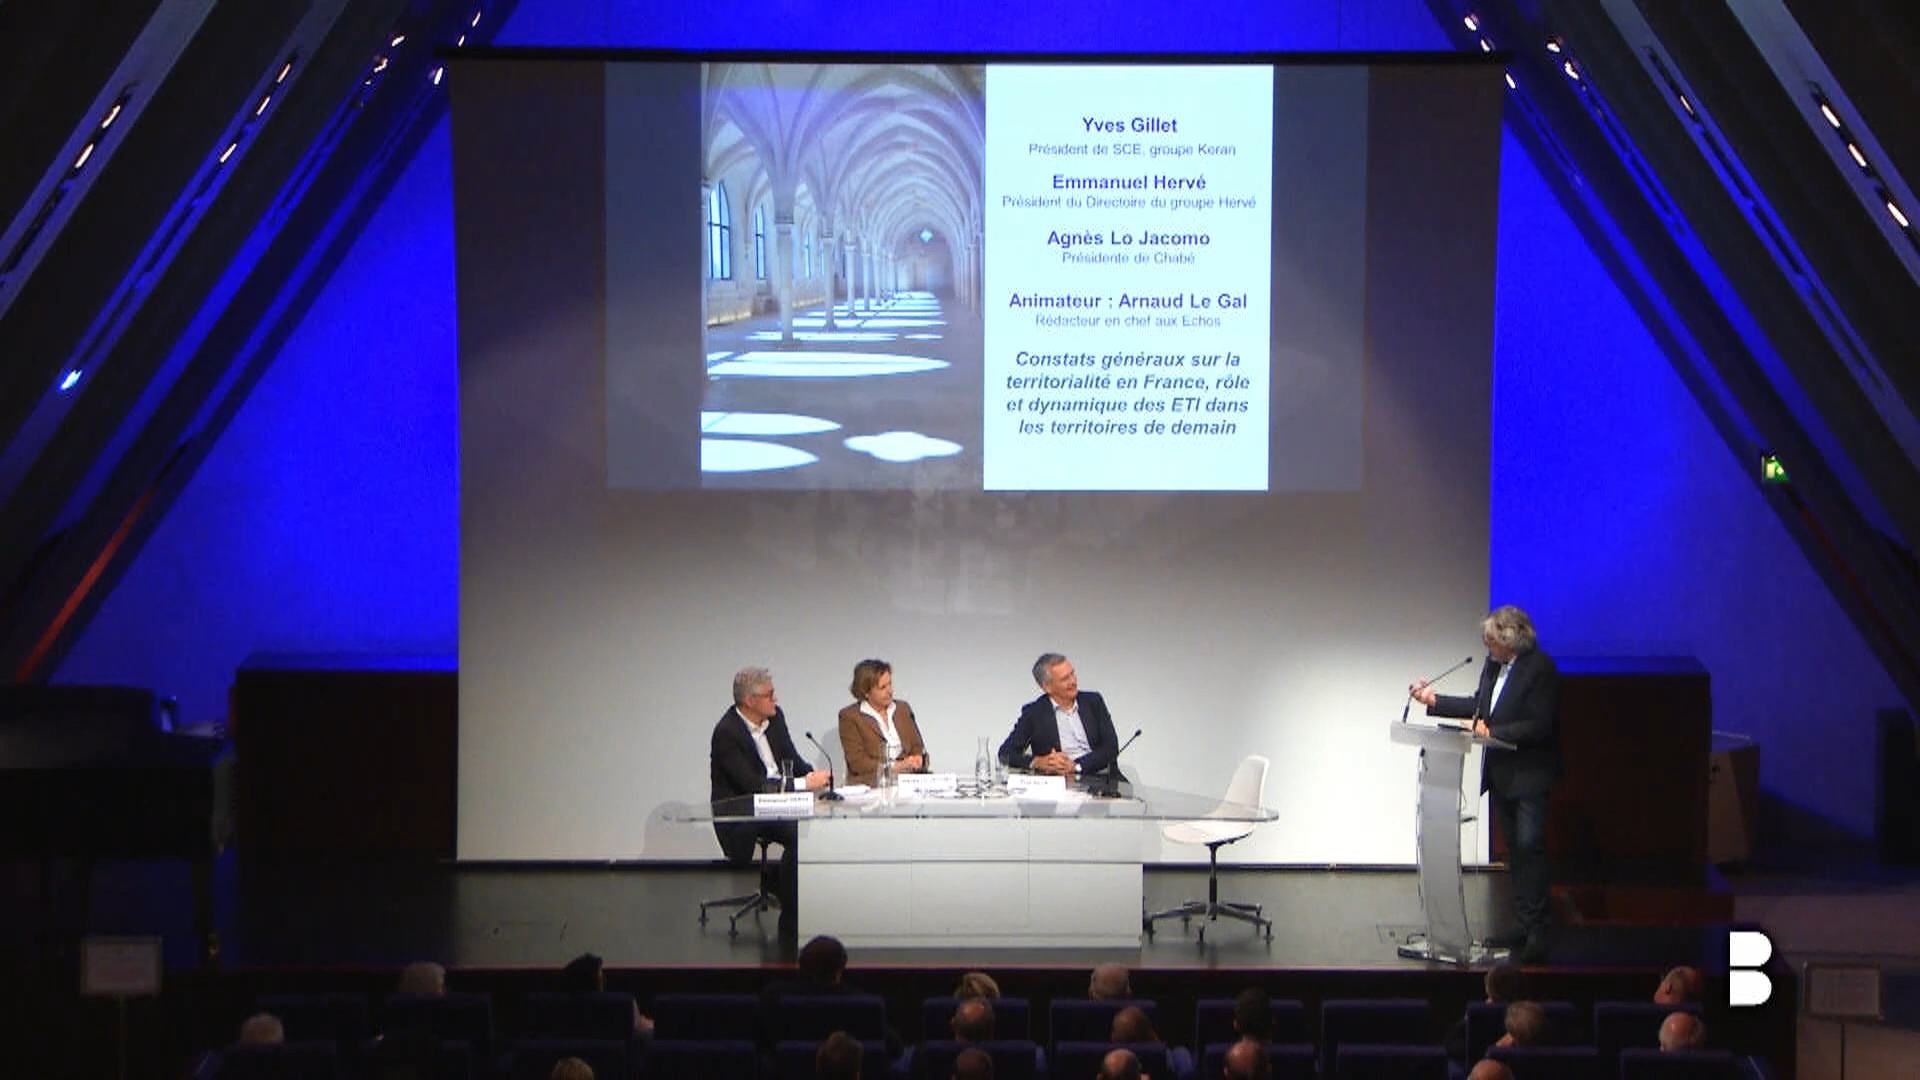 Yves Gillet
Président de SCE, groupe Keran
Emmanuel Hervé
Président du Directoire du groupe Hervé
Agnès Lo Jacomo
Présidente de Chabé
Animateur : Arnaud Le Gal
Rédacteur en chef aux Echos
Constats généraux sur la
territorialité en France, rôle
et dynamique des ETI dans
les territoires de demain
B